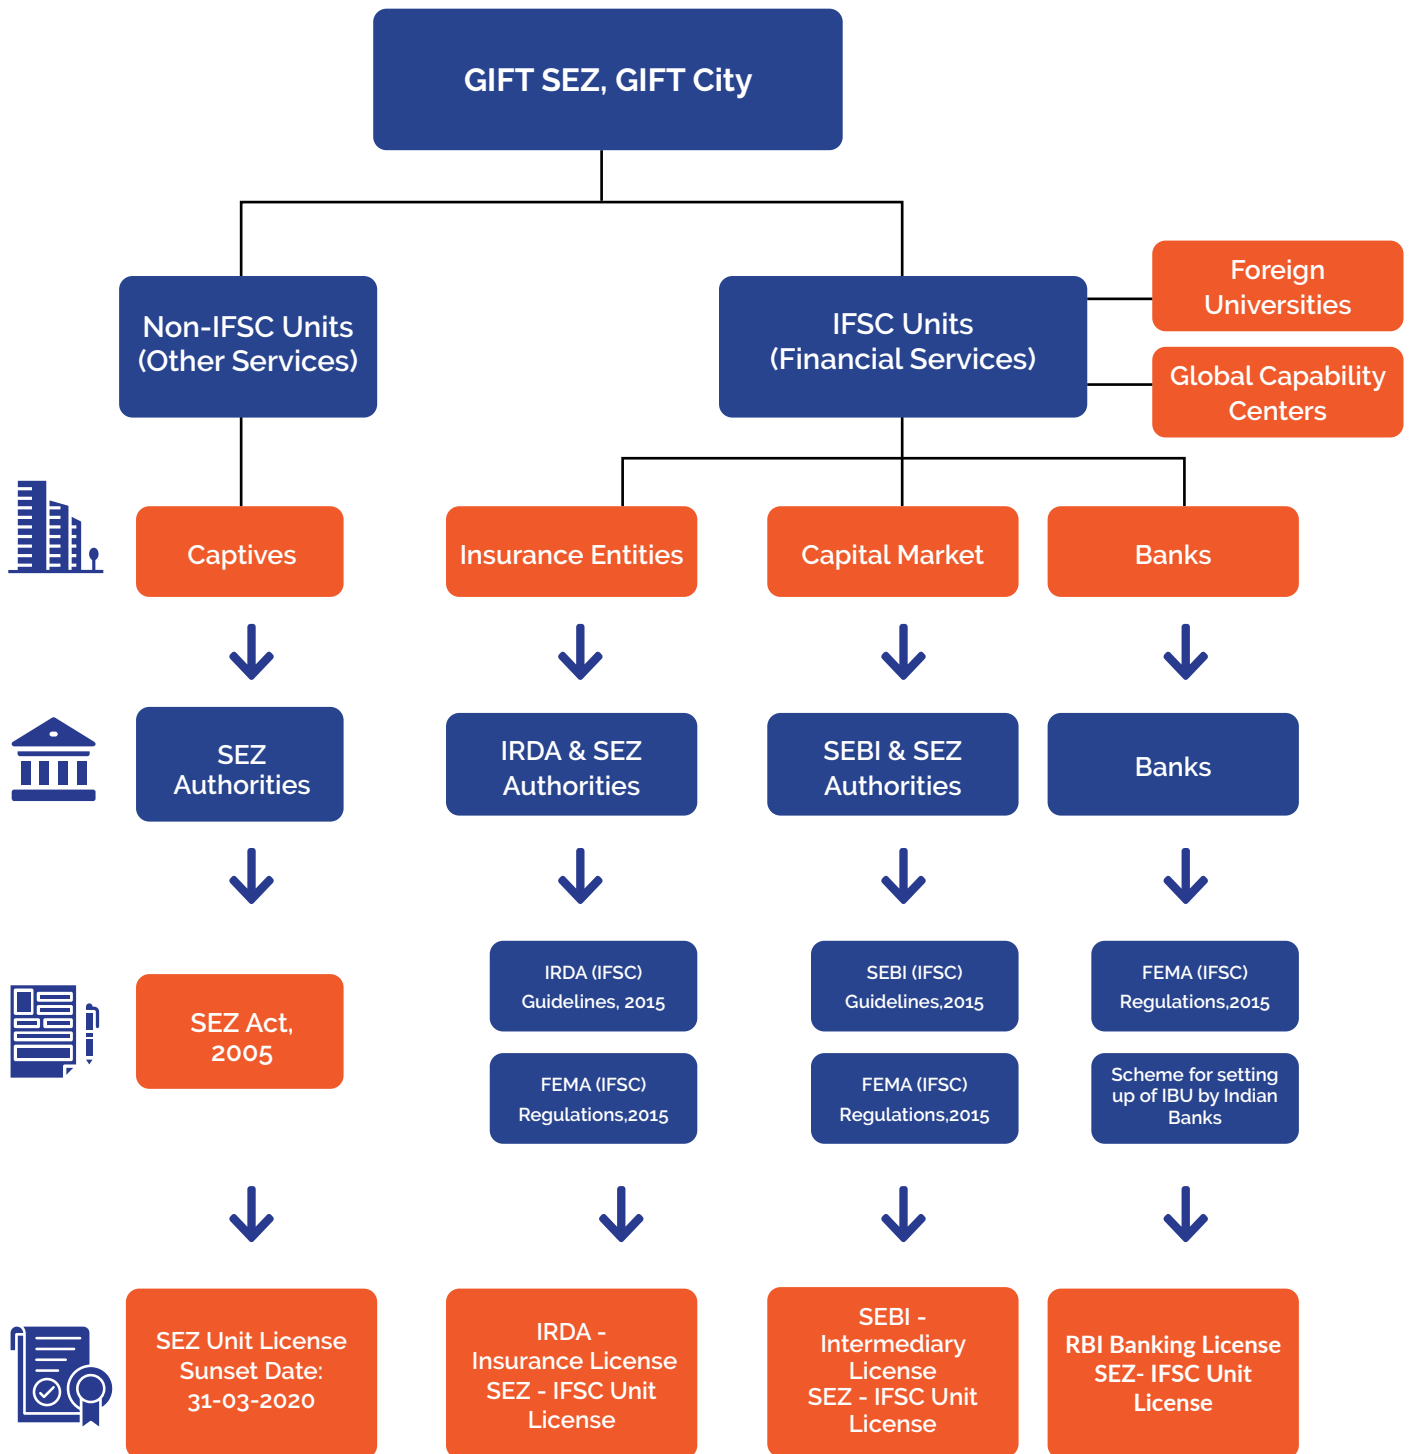 GIFT SEZ, GIFT City
Non-IFSC Units
(Other Services)
IFSC Units
(Financial Services)
Foreign
Universities
Global Capability
Centers
Captives
Insurance Entities
Capital Market
Banks
SEZ
Authorities
IRDA & SEZ
Authorities
SEBI & SEZ
Authorities
Banks
SEZ Act,
2005
IRDA (IFSC)
Guidelines, 2015
SEBI (IFSC)
Guidelines,2015
FEMA (IFSC)
Regulations,2015
FEMA (IFSC)
Regulations,2015
FEMA (IFSC)
Regulations,2015
Scheme for setting
up of IBU by Indian
Banks
SEZ Unit License
Sunset Date:
31-03-2020
IRDA -
Insurance License
SEZ - IFSC Unit
License
SEBI -
Intermediary
License
SEZ - IFSC Unit
License
RBI Banking License
SEZ- IFSC Unit
License